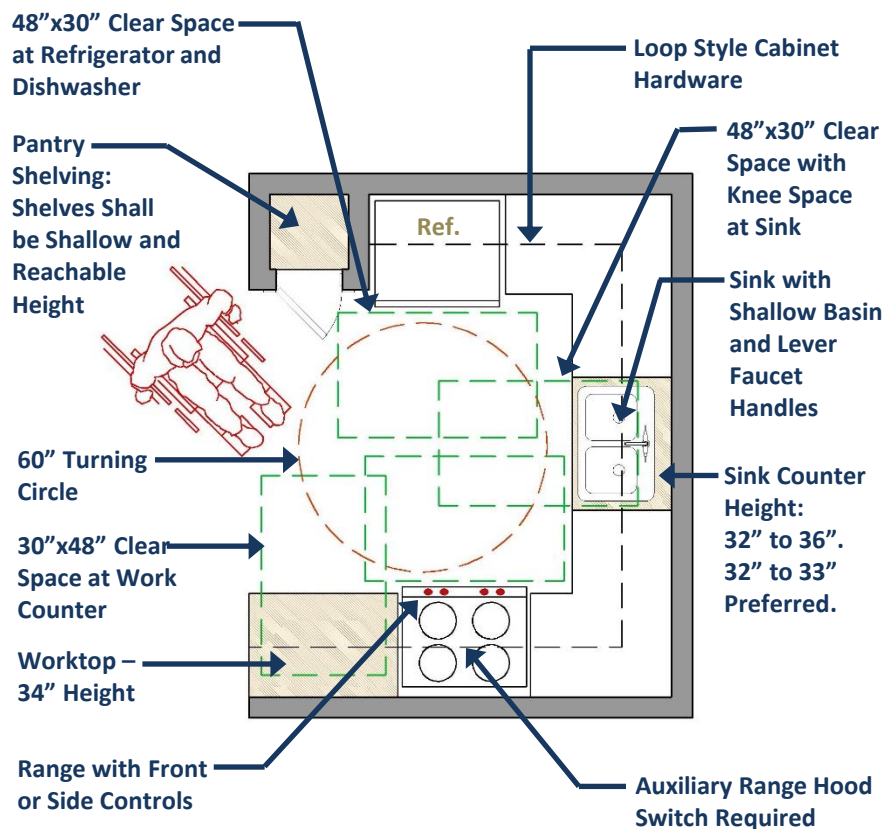 48”x30” Clear Space
at Refrigerator and
Dishwasher
Pantry
Shelving:
Shelves Shall
be Shallow and
Reachable
Height
60” Turning
Circle
30”x48” Clear
Space at Work
Counter
Worktop –
34” Height
Range with Front
or Side Controls
Ref.
Loop Style Cabinet
Hardware
48”x30” Clear
Space with
Knee Space
at Sink
Sink with
Shallow Basin
and Lever
Faucet
Handles
Sink Counter
Height:
32” to 36”.
32” to 33”
Preferred.
Auxiliary Range Hood
Switch Required